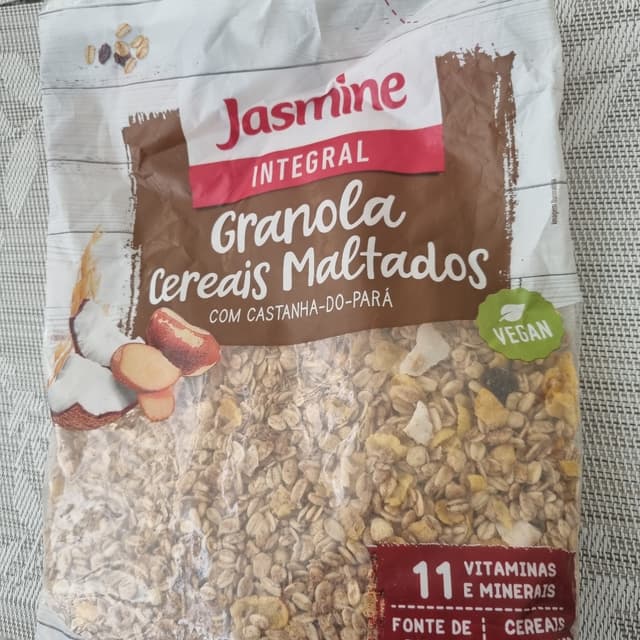 Jasmine
INTEGRAL
Granola
Cereais Maltados
COM CASTANHA-DO-PARÁ
VEGAN
11 VITAMINAS
E MINERAIS
FONTE DE CEREAIS